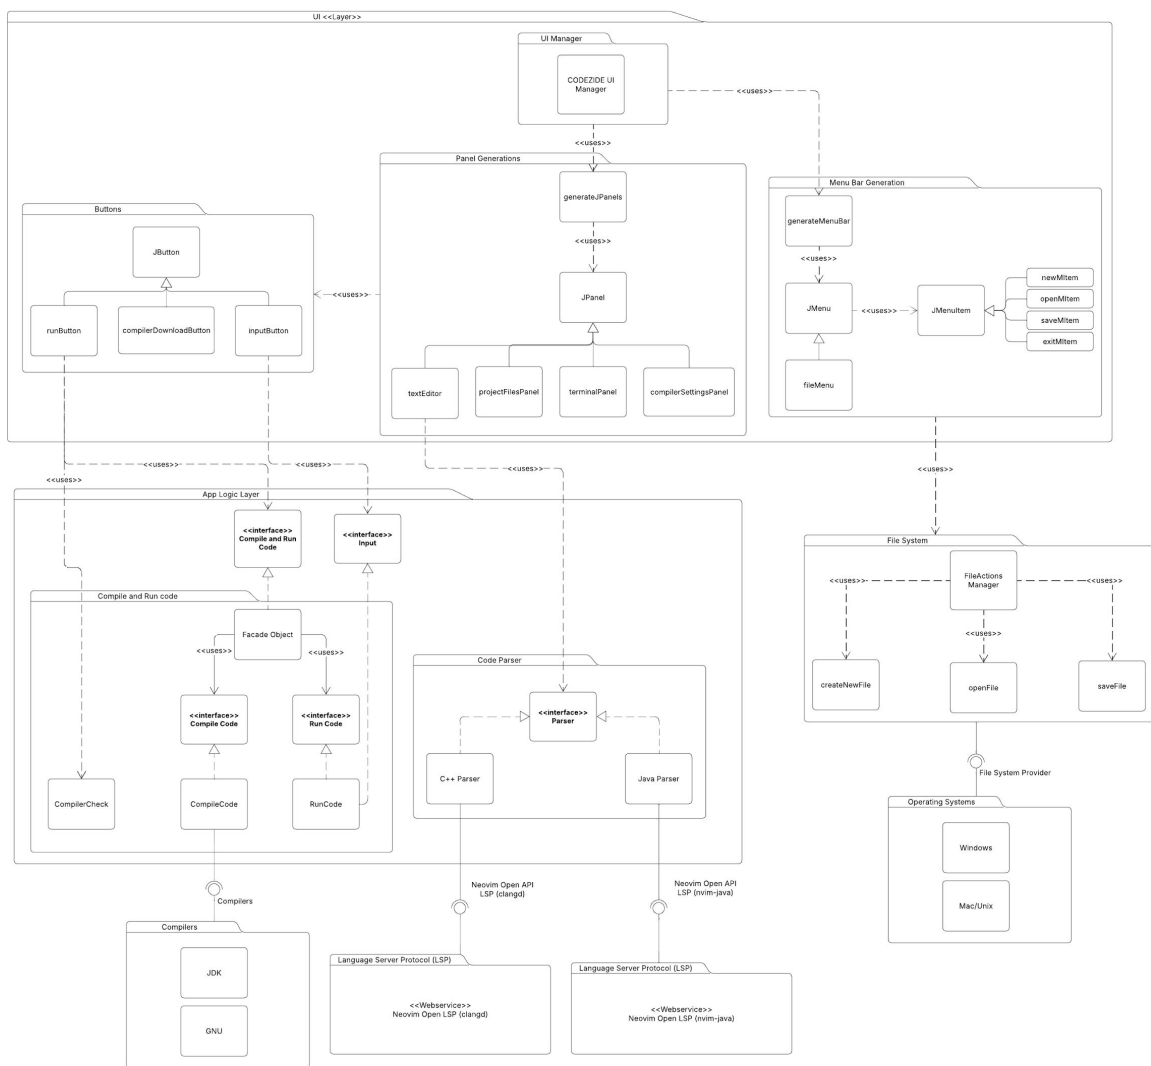 UI <<Layer>>
UI Manager
CODEZIDE UI
Manager
<<uses>>
<<uses>>
Panel Generations
generateJPanels
<<uses>>
JPanel
textEditor
projectFilesPanel
terminalPanel
compilerSettingsPanel
Menu Bar Generation
generateMenuBar
<<uses>>
JMenu
<<uses>>
JMenuItem
newMItem
openMItem
saveMItem
exitMItem
fileMenu
Buttons
JButton
<<uses>>
runButton
compilerDownloadButton
inputButton
<<uses>>
<<uses>>
<<uses>>
<<uses>>
<<uses>>
App Logic Layer
<<interface>>
Compile and Run
Code
<<interface>>
Input
Compile and Run code
Facade Object
<<uses>>
<<uses>>
<<interface>>
Compile Code
<<interface>>
Run Code
CompilerCheck
CompileCode
RunCode
Code Parser
<<interface>>
Parser
C++ Parser
Java Parser
File System
FileActions
Manager
<<uses>>
<<uses>>
<<uses>>
createNewFile
openFile
saveFile
File System Provider
Operating Systems
Windows
Mac/Unix
Compilers
Neovim Open API
LSP (clangd)
Neovim Open API
LSP (nvim-java)
Compilers
JDK
GNU
Language Server Protocol (LSP)
<<Webservice>>
Neovim Open LSP (clangd)
Language Server Protocol (LSP)
<<Webservice>>
Neovim Open LSP (nvim-java)